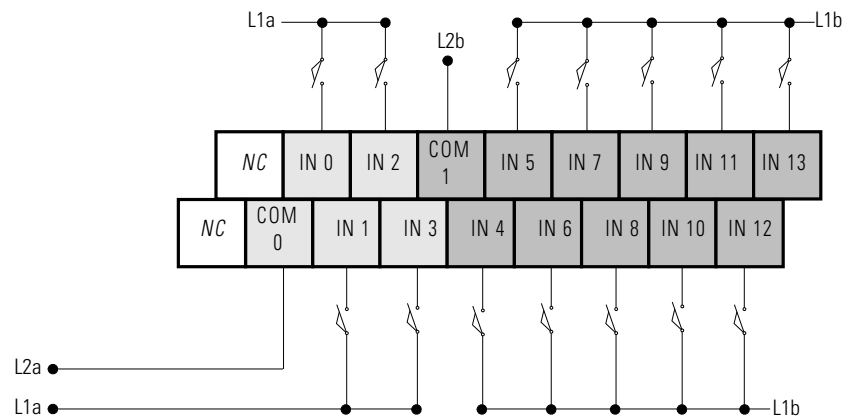 L1a
L1b
L2b
NC
IN 0
IN 2
COM
1
IN 5
IN 7
IN 9
IN 11
IN 13
NC
COM
0
IN 1
IN 3
IN 4
IN 6
IN 8
IN 10
IN 12
L2a
L1a
L1b